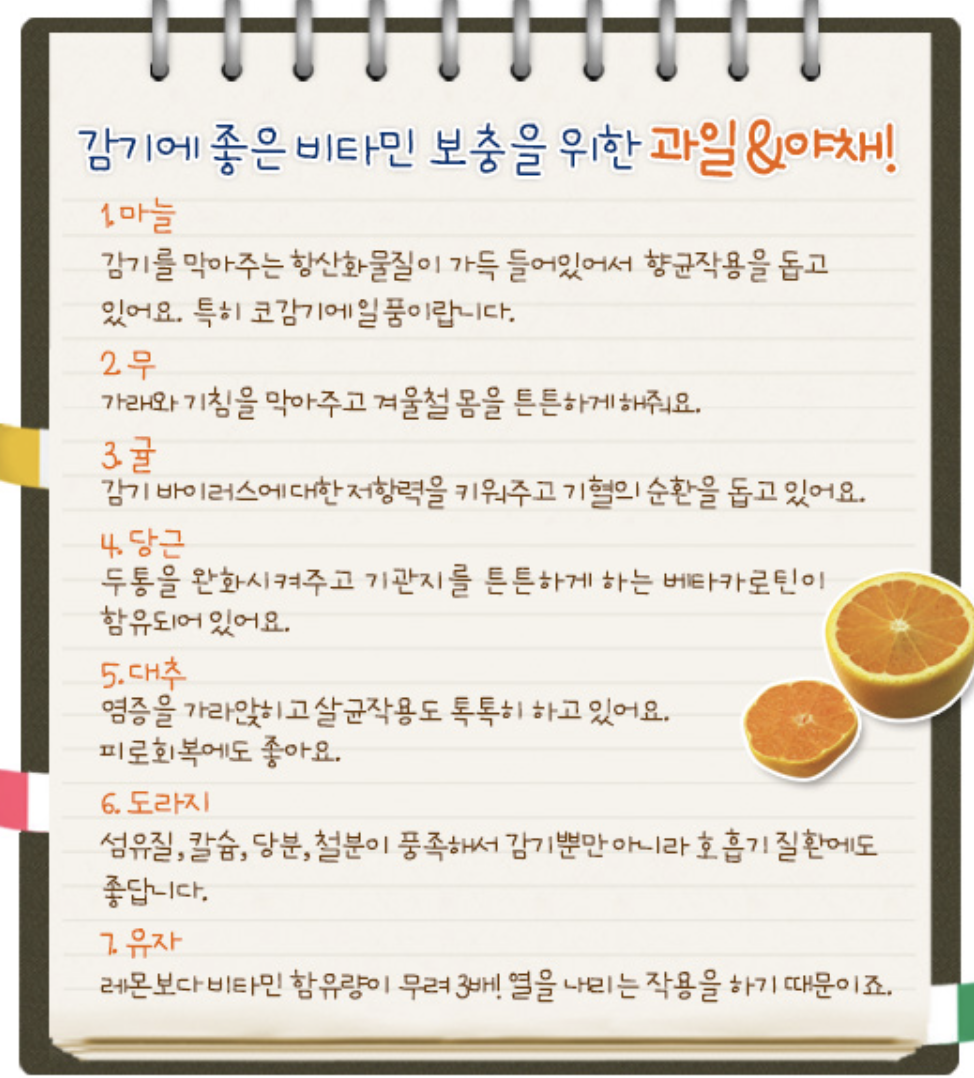 감기에 좋은 비타민 보충을 위한 과일&야채!
1. 마늘
감기를 막아주는 항산화물질이 가득 들어있어서 향균작용을 돕고
있어요. 특히 코감기에 일품이랍니다.
2. 무
가래와 기침을 막아주고 겨울철 몸을 튼튼하게 해줘요.
3. 귤
감기 바이러스에 대한 저항력을 키워주고 기혈의 순환을 돕고 있어요.
4. 당근
두통을 완화시켜주고 기관지를 튼튼하게 하는 베타카로틴이
함유되어 있어요.
5. 대추
염증을 가라앉히고 살균작용도 톡톡히 하고 있어요.
피로회복에도 좋아요.
6. 도라지
섬유질, 칼슘, 당분, 철분이 풍족해서 감기뿐만 아니라 호흡기 질환에도
좋답니다.
7. 유자
레몬보다 비타민 함유량이 무려 3배! 열을 내리는 작용을 하기 때문이죠.